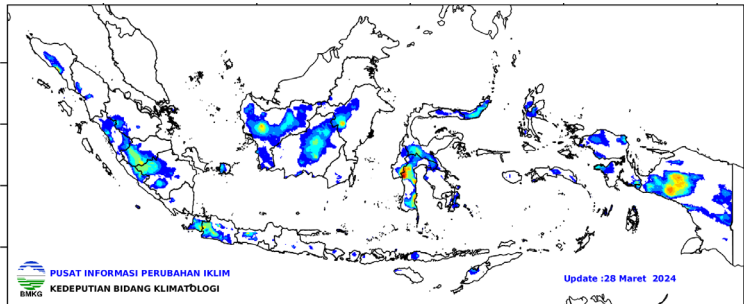 PUSAT INFORMASI PERUBAHAN IKLIM
KEDEPUTIAN BIDANG KLIMATOLOGI
BMKG
Update :28 Maret 2024